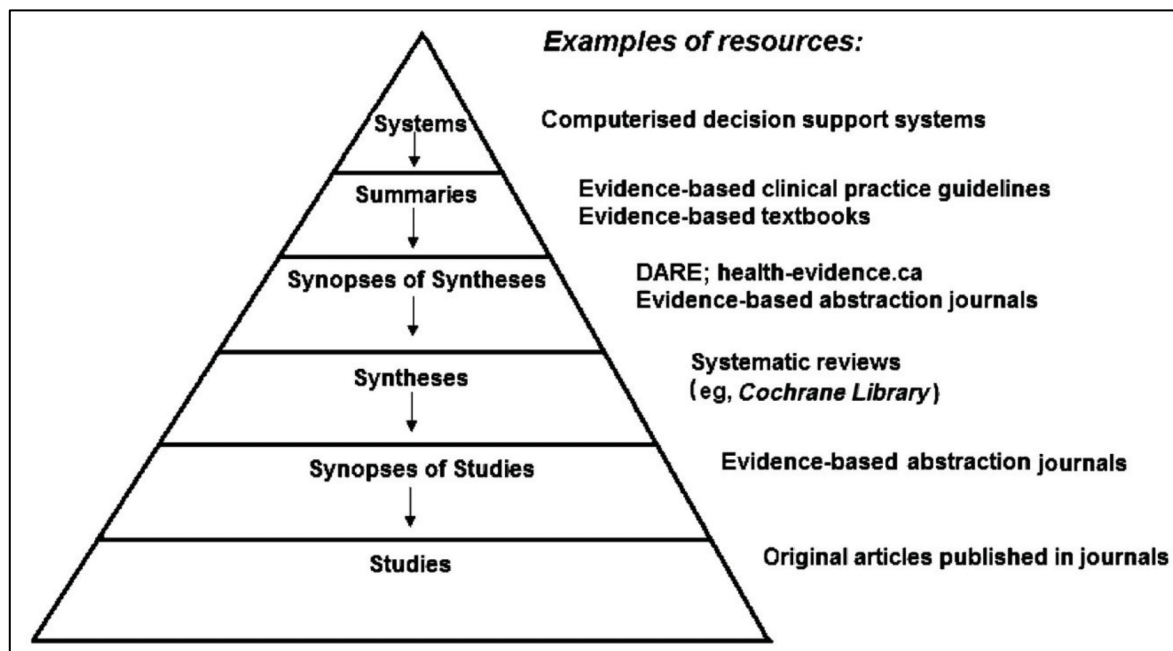 Examples of resources:
Systems
Computerised decision support systems
Summaries
Evidence-based clinical practice guidelines
Evidence-based textbooks
Synopses of Syntheses
DARE; health-evidence.ca
Evidence-based abstraction journals
Syntheses
Systematic reviews
(eg, Cochrane Library)
Synopses of Studies
Evidence-based abstraction journals
Studies
Original articles published in journals